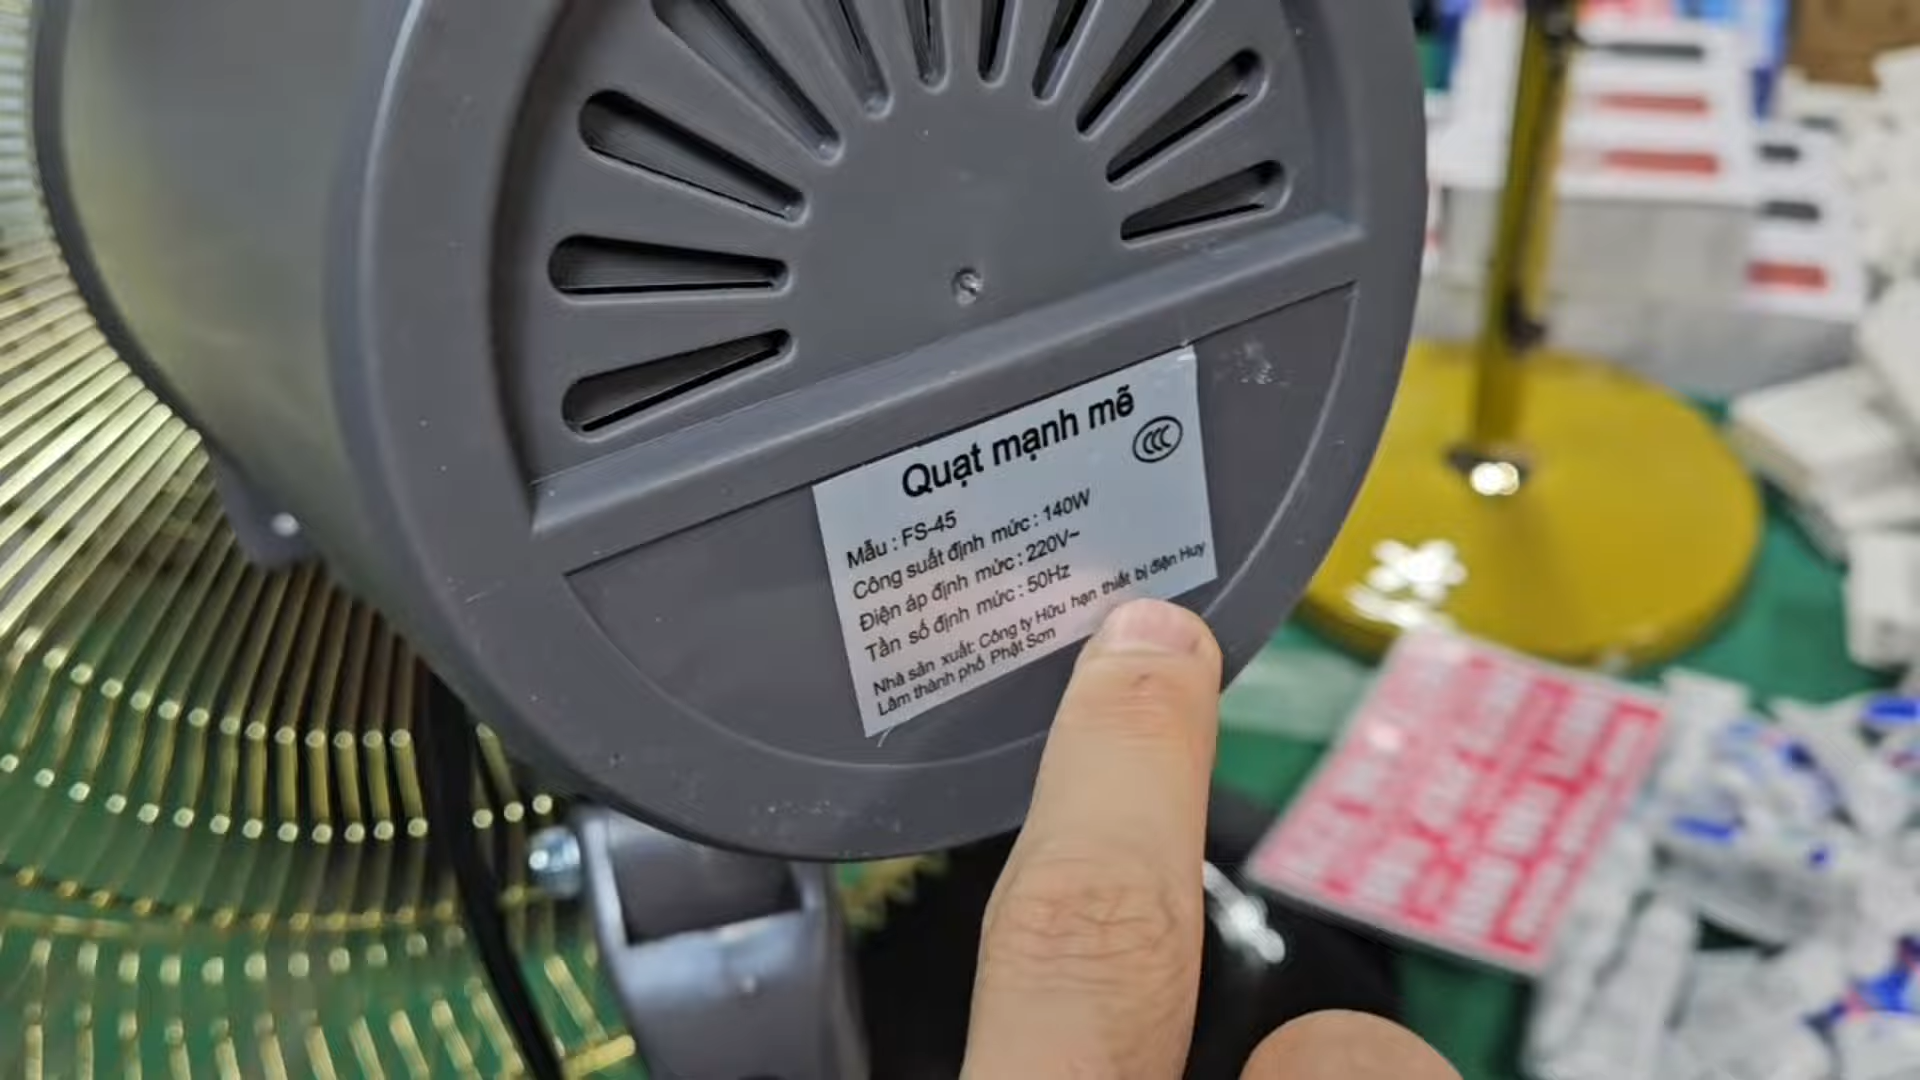 Quạt mạnh mẽ
CCC
Mẫu : FS-45
Công suất định mức : 140W
Điện áp định mức : 220V~
Tần số định mức : 50Hz
Nhà sản xuất: Công ty Hữu hạn thiết bị điện Huy
Lâm thành phố Phật Sơn